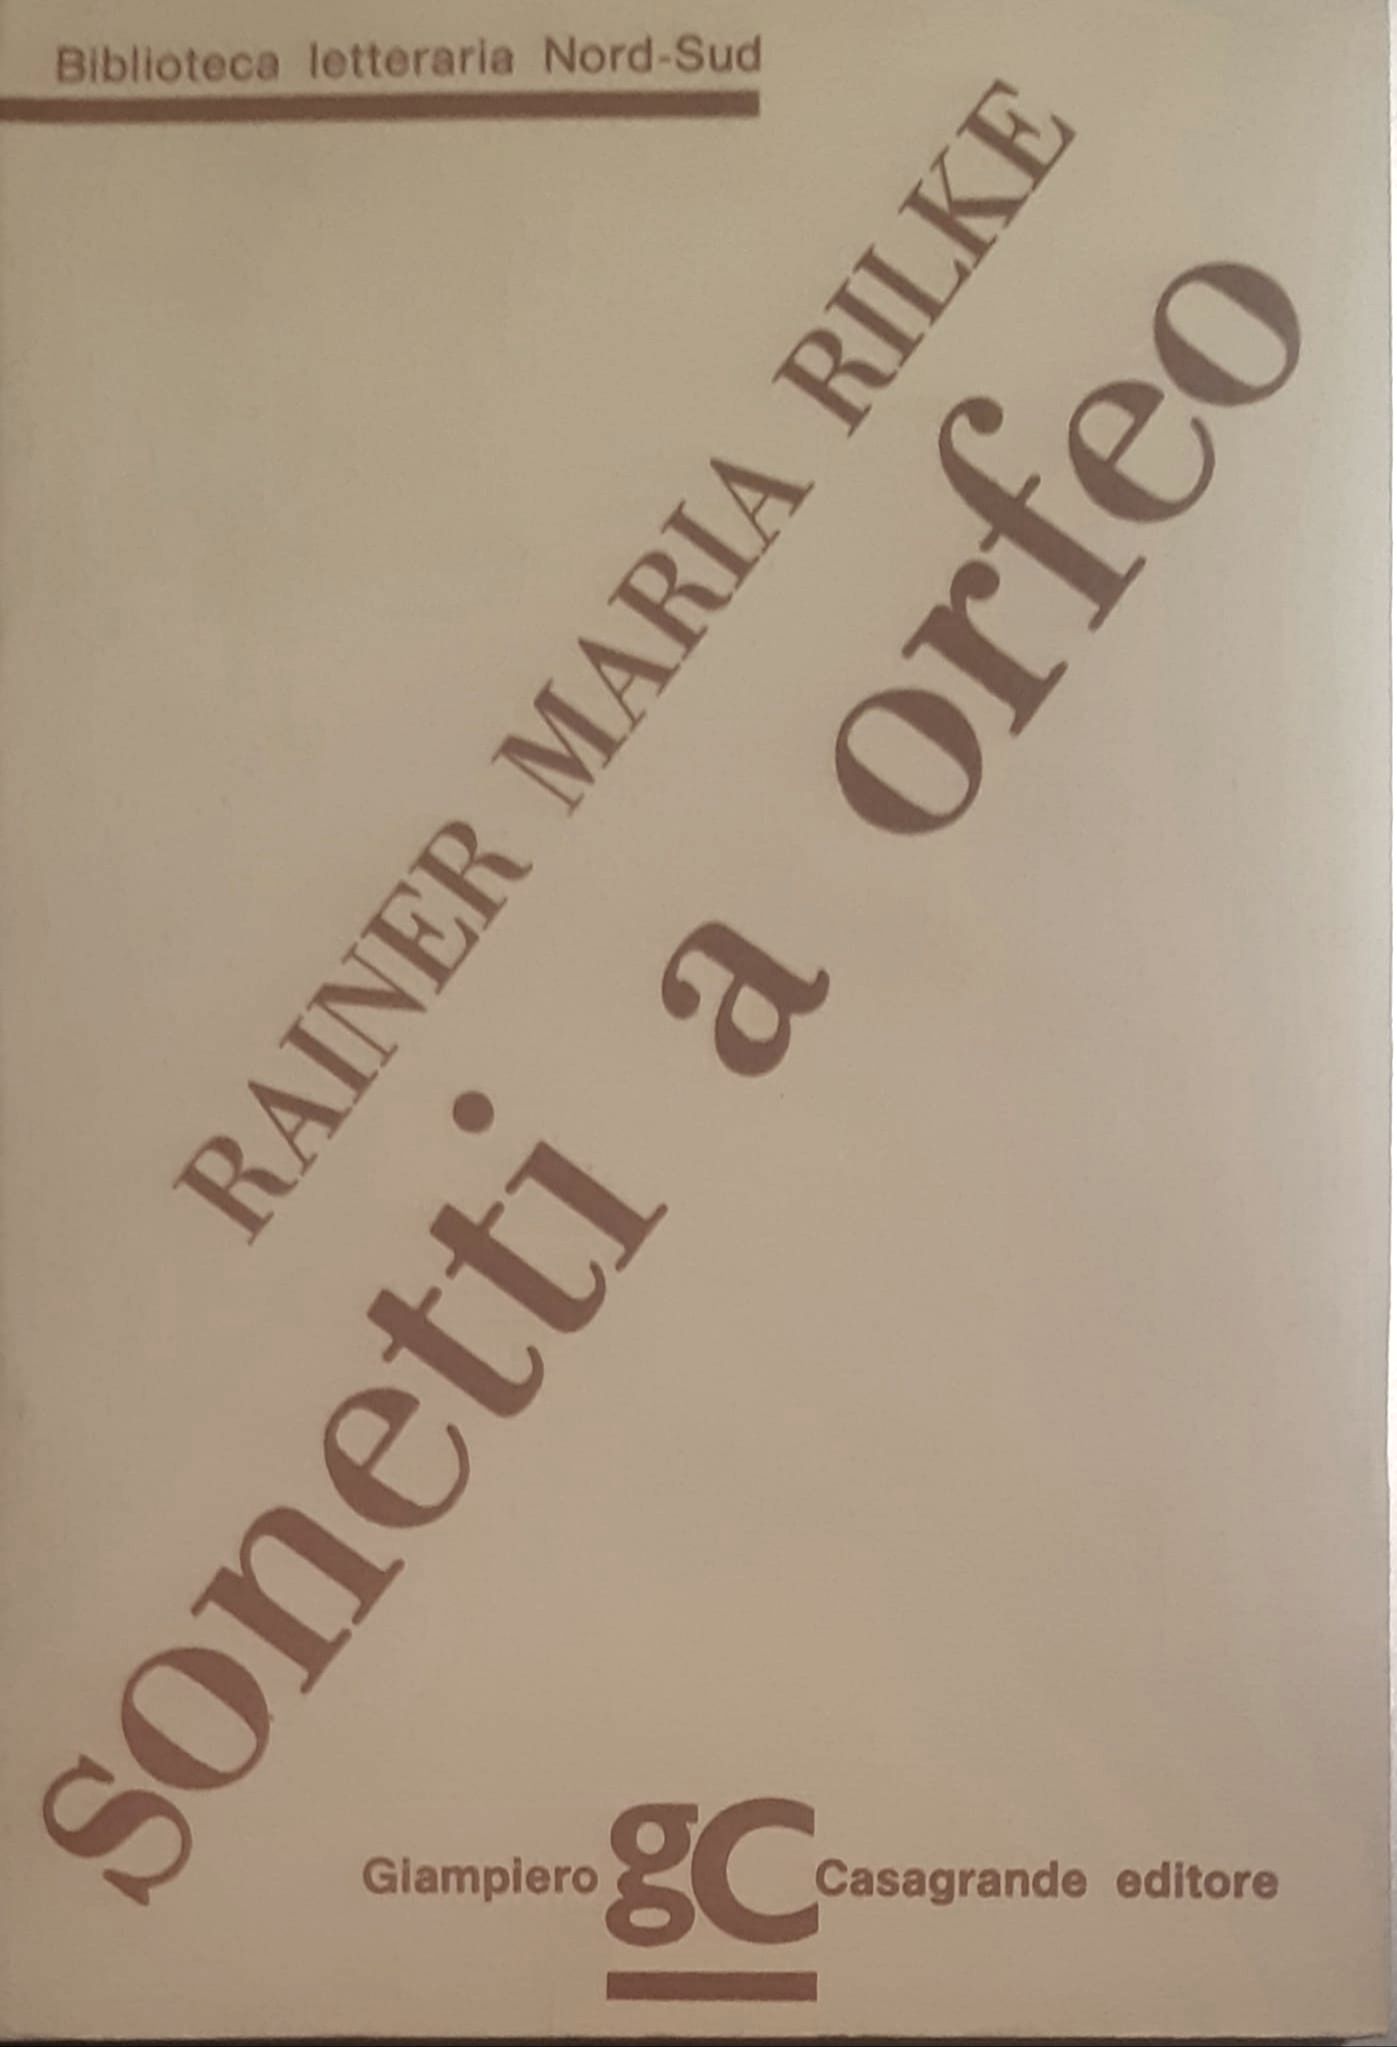 Biblioteca letteraria Nord-Sud
RAINER MARIA RILKE
sonetti a orfeo
Giampiero gC Casagrande editore